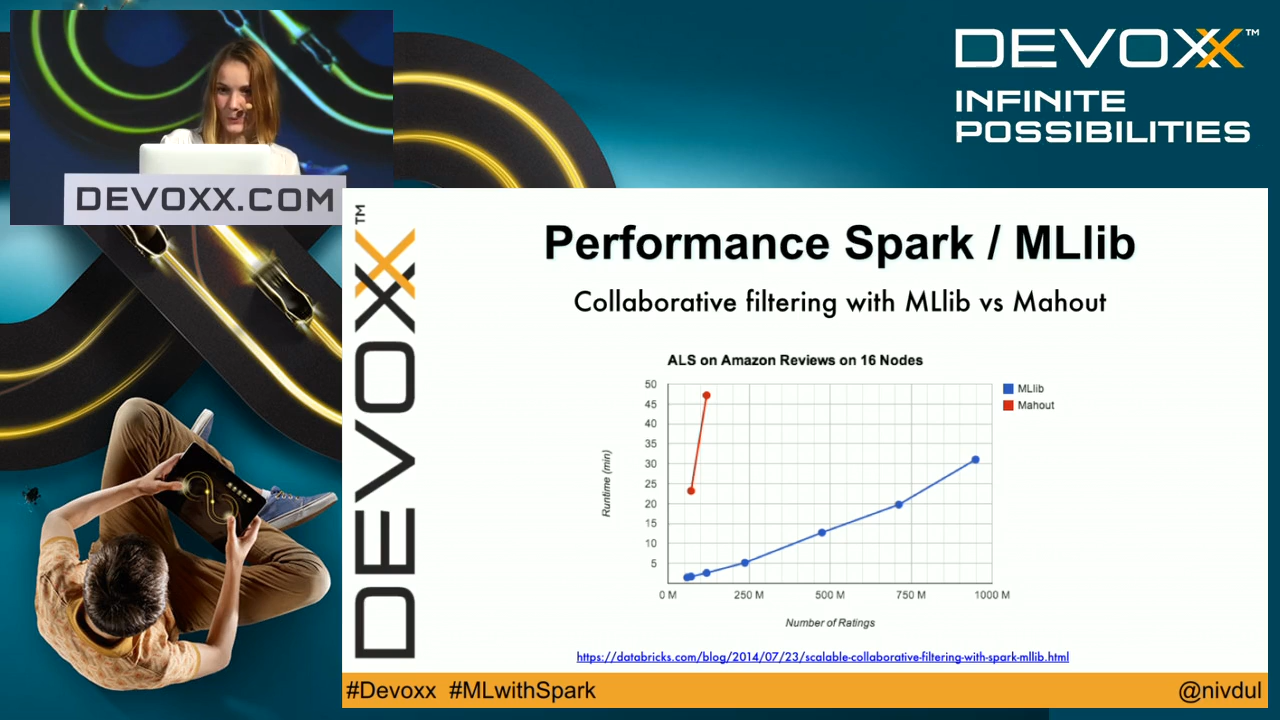 DEVOXX™
INFINITE
POSSIBILITIES
DEVOXX.COM
DEVOXX™
Performance Spark / MLlib
Collaborative filtering with MLlib vs Mahout
ALS on Amazon Reviews on 16 Nodes
50
45
40
35
30
25
20
15
10
5
Runtime (min)
0 M
250 M
500 M
750 M
1000 M
Number of Ratings
MLlib
Mahout
https://databricks.com/blog/2014/07/23/scalable-collaborative-filtering-with-spark-mllib.html
#Devoxx #MLwithSpark
@nivdul